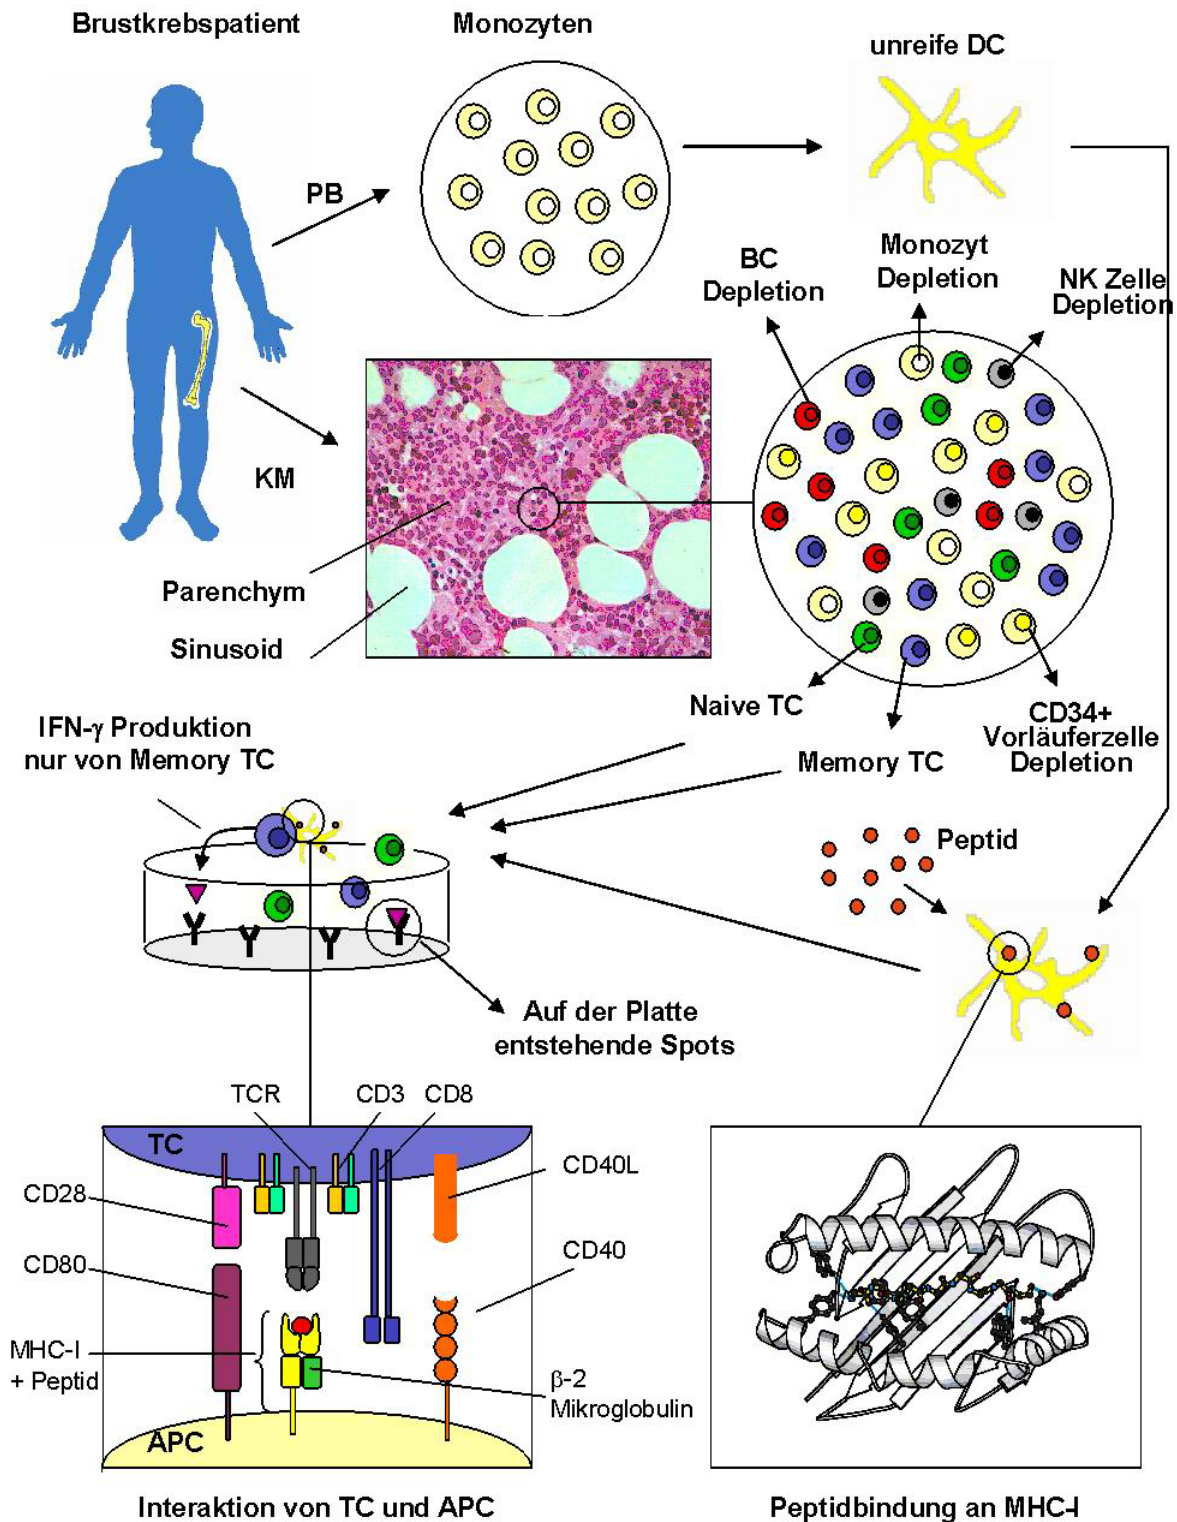 Brustkrebspatient
Monozyten
unreife DC
PB
BC
Depletion
Monozyt
Depletion
NK Zelle
Depletion
KM
Parenchym
Sinusoid
Naive TC
Memory TC
CD34+
Vorläuferzelle
Depletion
IFN-γ Produktion
nur von Memory TC
Peptid
Auf der Platte
entstehende Spots
TCR
CD3
CD8
TC
CD28
CD40L
CD80
CD40
MHC-I
+ Peptid
β-2
Mikroglobulin
APC
Interaktion von TC und APC
Peptidbindung an MHC-I